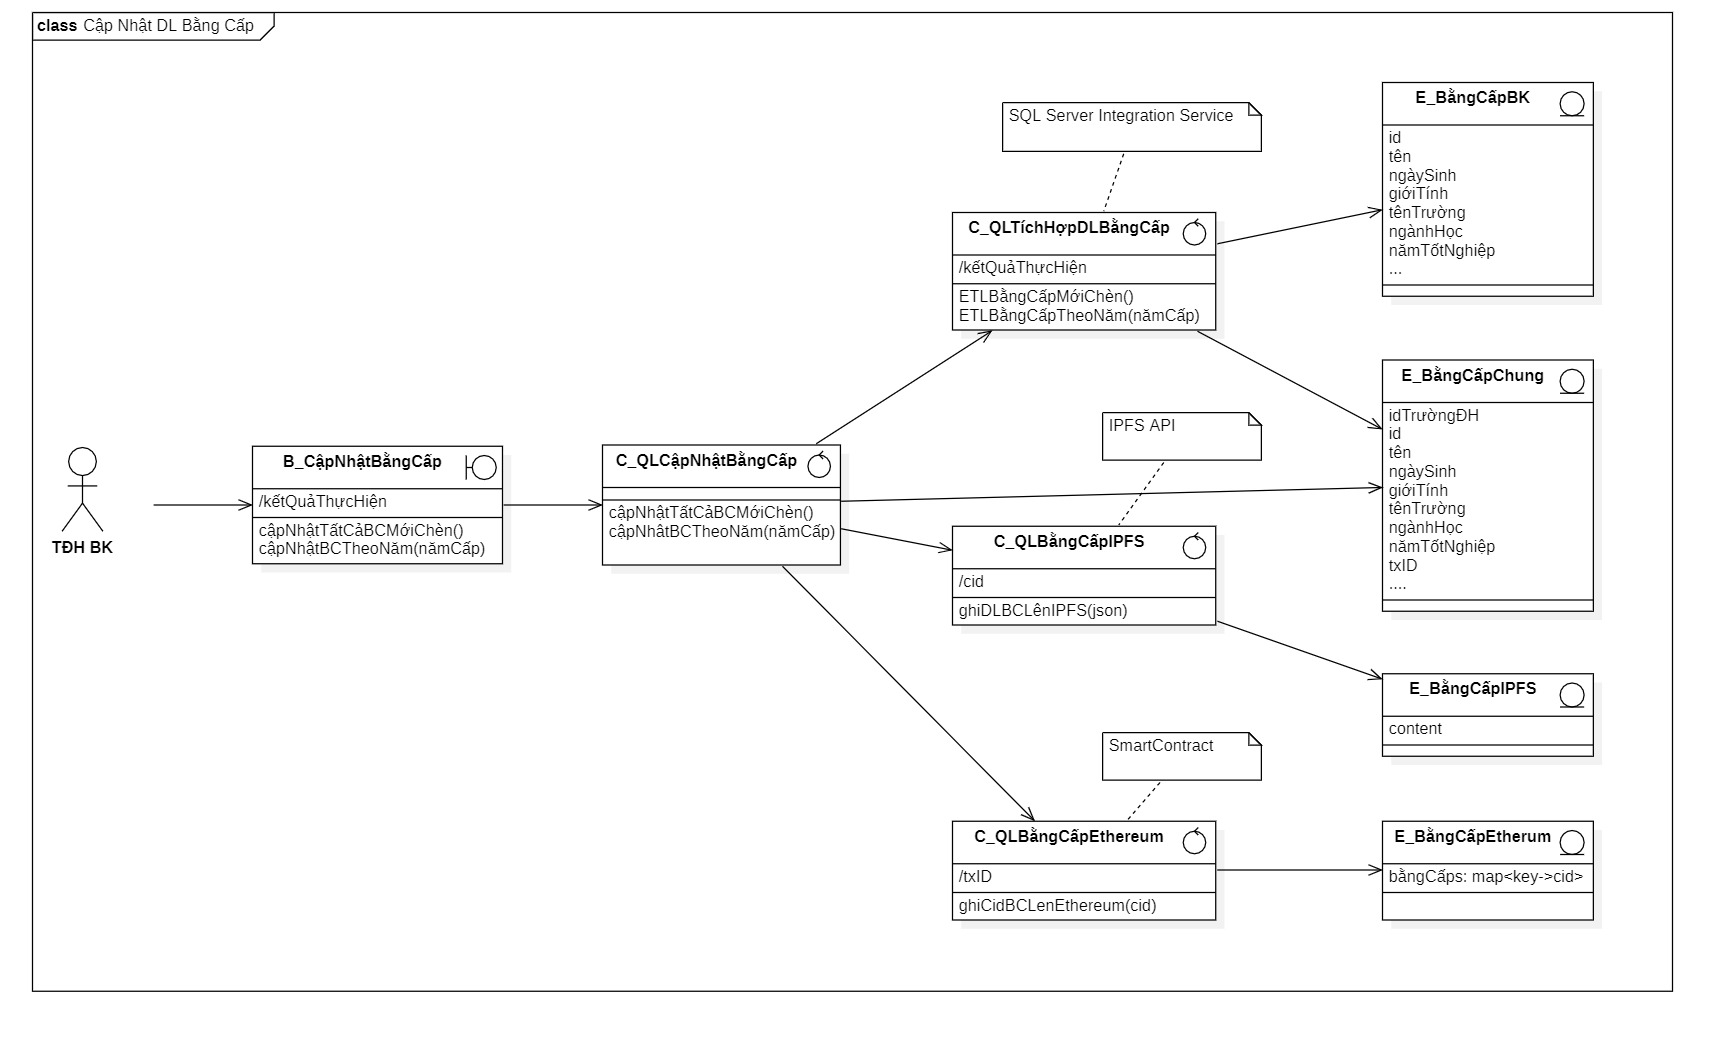 class Cập Nhật DL Bằng Cấp
TĐH BK
B_CậpNhậtBằngCấp
/kếtQuảThựcHiện
cậpNhậtTấtCảBCMớiChèn()
cậpNhậtBCTheoNăm(nămCấp)
C_QLCậpNhậtBằngCấp
cậpNhậtTấtCảBCMớiChèn()
cậpNhậtBCTheoNăm(nămCấp)
SQL Server Integration Service
C_QLTíchHợpDLBằngCấp
/kếtQuảThựcHiện
ETLBằngCấpMớiChèn()
ETLBằngCấpTheoNăm(nămCấp)
IPFS API
C_QLBằngCấpIPFS
/cid
ghiDLBCLênIPFS(json)
SmartContract
C_QLBằngCấpEthereum
/txID
ghiCidBCLenEthereum(cid)
E_BằngCấpBK
id
tên
ngàySinh
giớiTính
tênTrường
ngànhHọc
nămTốtNghiệp
...
E_BằngCấpChung
idTrườngĐH
id
tên
ngàySinh
giớiTính
tênTrường
ngànhHọc
nămTốtNghiệp
txID
....
E_BằngCấpIPFS
content
E_BằngCấpEtherum
bằngCấps: map<key->cid>